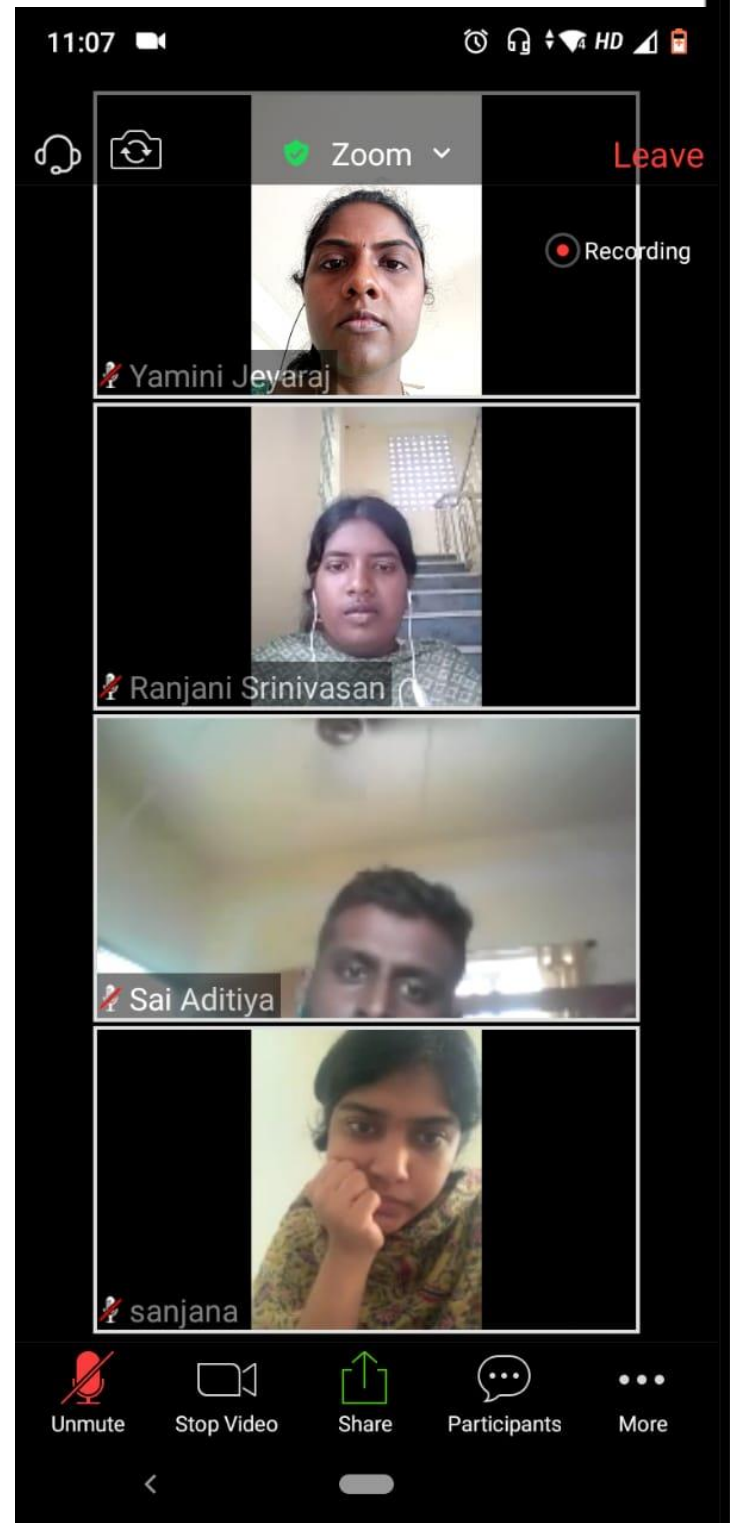 11:07 HD
Zoom Leave
Recording
Yamini Jeyaraj
Ranjani Srinivasan
Sai Aditiya
sanjana
Unmute Stop Video Share Participants More